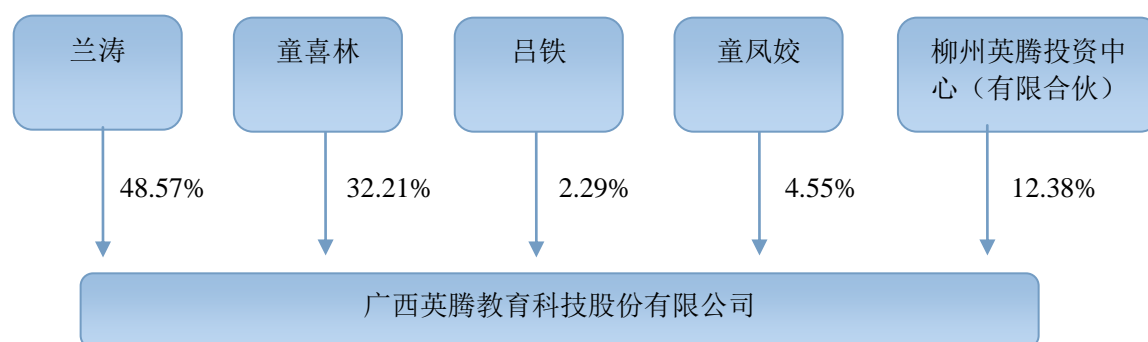 兰涛
童喜林
吕铁
童凤姣
柳州英腾投资中
心（有限合伙）
48.57%
32.21%
2.29%
4.55%
12.38%
广西英腾教育科技股份有限公司